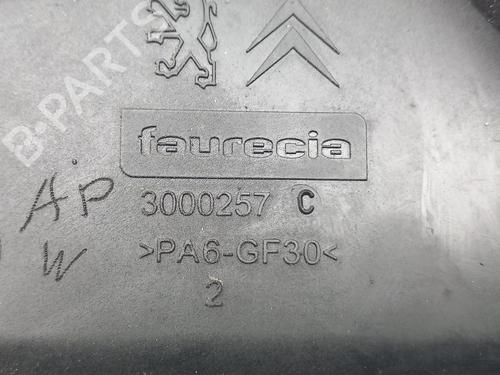 B-PARTS
faurecia
3000257 C
AP
W
>PA6-GF30<
2